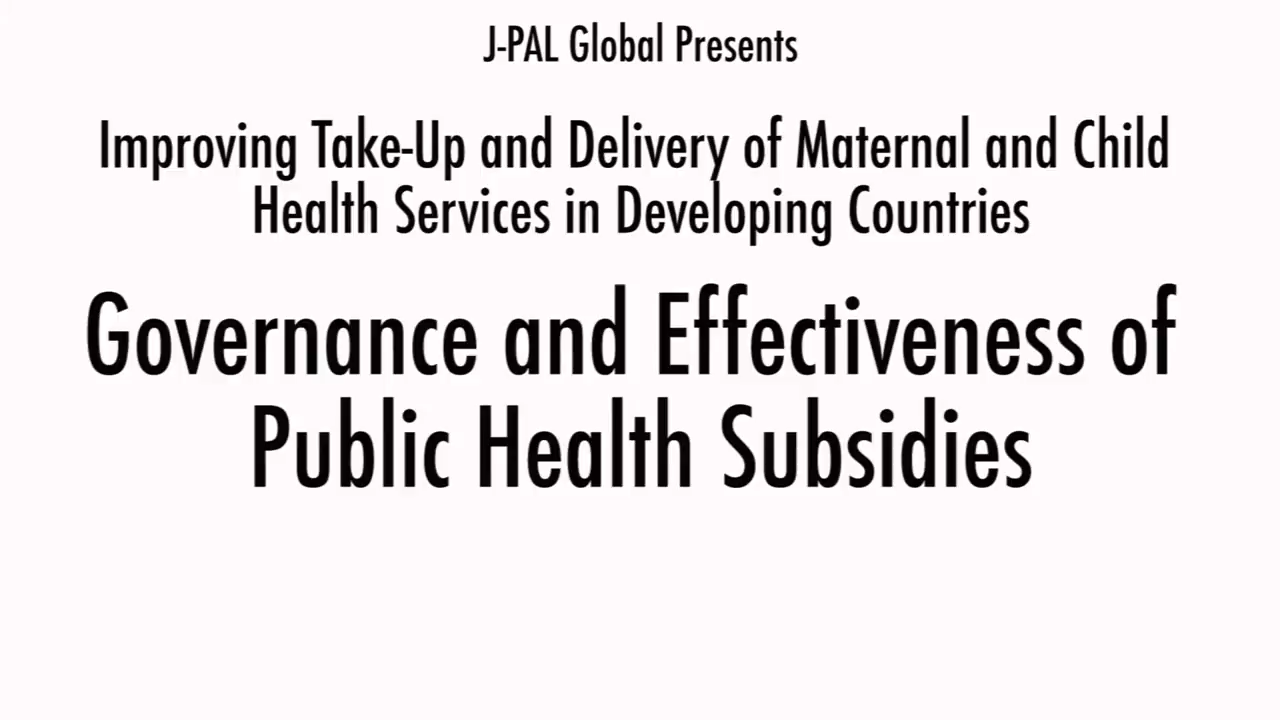 J-PAL Global Presents
Improving Take-Up and Delivery of Maternal and Child
Health Services in Developing Countries
Governance and Effectiveness of
Public Health Subsidies